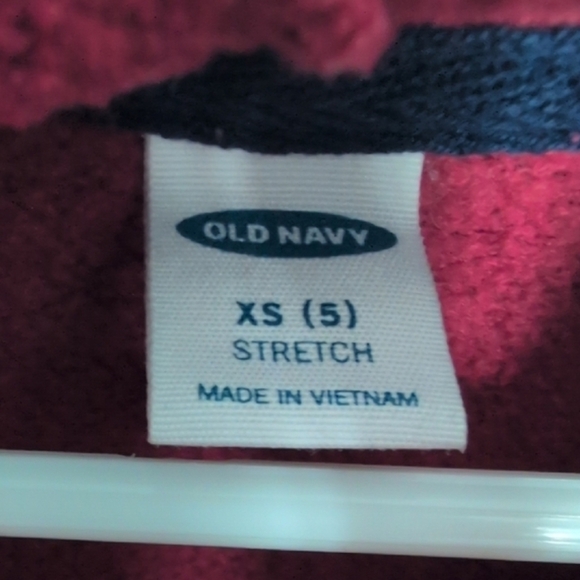 OLD NAVY
XS (5)
STRETCH
MADE IN VIETNAM